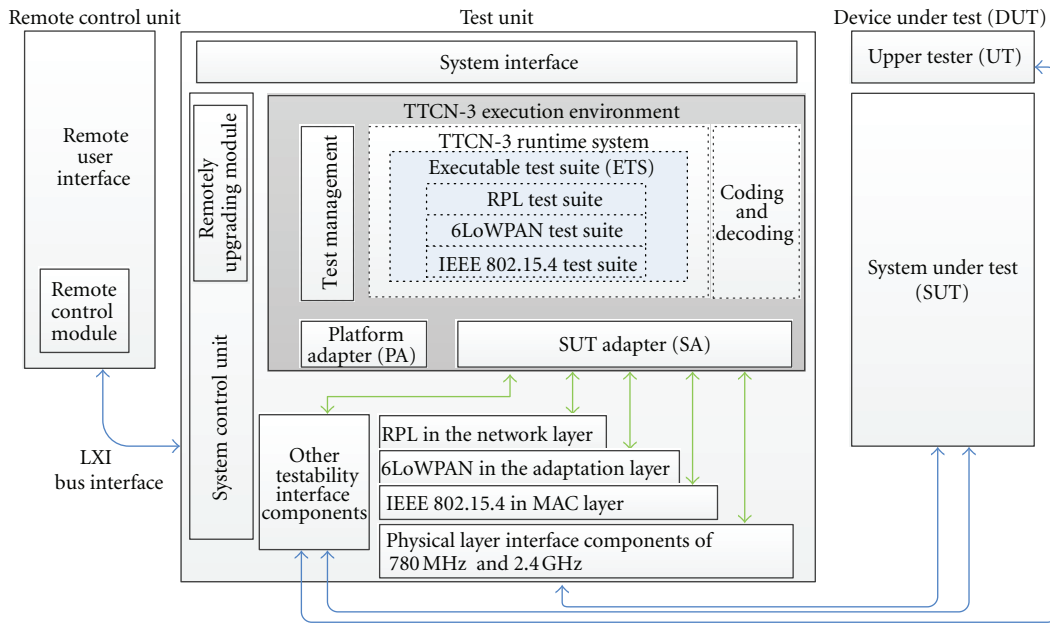 Remote control unit
Test unit
Device under test (DUT)
System interface
Upper tester (UT)
Remote
user
interface
Remote
control
module
LXI
bus interface
Remotely
upgrading module
System control unit
TTCN-3 execution environment
Test management
TTCN-3 runtime system
Executable test suite (ETS)
RPL test suite
6LoWPAN test suite
IEEE 802.15.4 test suite
Coding
and
decoding
Platform
adapter (PA)
SUT adapter (SA)
System under test
(SUT)
Other
testability
interface
components
RPL in the network layer
6LoWPAN in the adaptation layer
IEEE 802.15.4 in MAC layer
Physical layer interface components of
780 MHz and 2.4 GHz